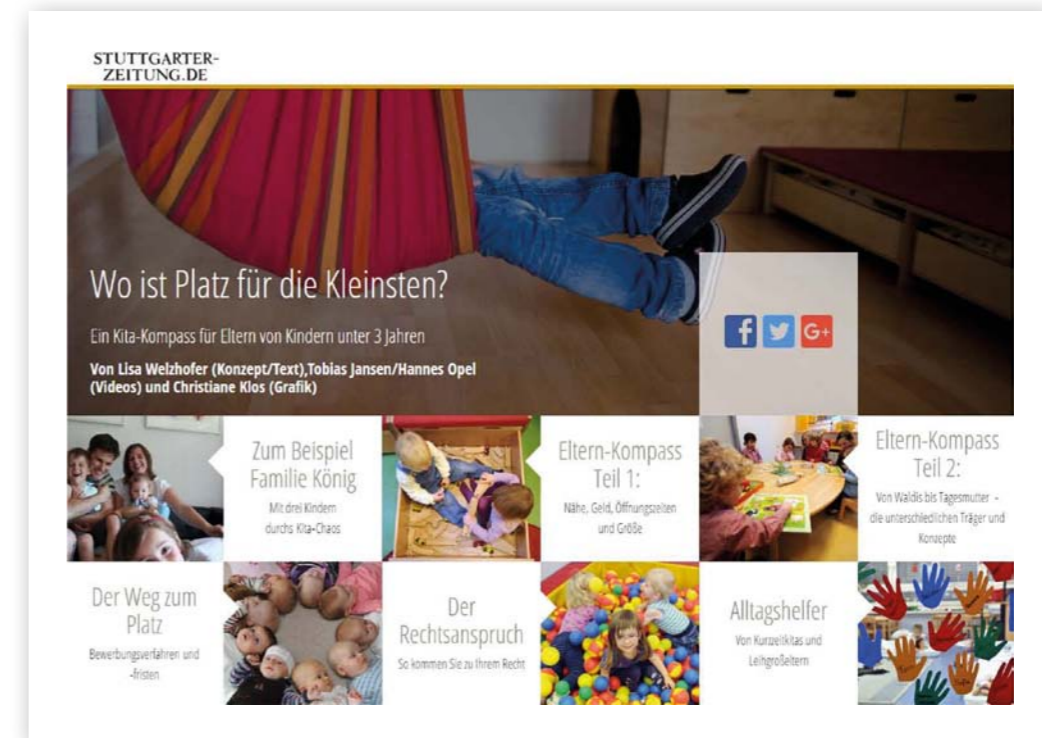 STUTTGARTER-
ZEITUNG.DE
Wo ist Platz für die Kleinsten?
Ein Kita-Kompass für Eltern von Kindern unter 3 Jahren
Von Lisa Welzhofer (Konzept/Text),Tobias Jansen/Hannes Opel
(Videos) und Christiane Klos (Grafik)
f G+
Zum Beispiel
Familie König
Mit drei Kindern
durchs Kita-Chaos
Eltern-Kompass
Teil 1:
Nähe, Geld, Öffnungszeiten
und Größe
Eltern-Kompass
Teil 2:
Von Waldis bis Tagesmutter -
die unterschiedlichen Träger und
Konzepte
Der Weg zum
Platz
Bewerbungsverfahren und
-fristen
Der
Rechtsanspruch
So kommen Sie zu Ihrem Recht
Alltagshelfer
Von Kurzzeitkitas und
Leihgroßeltern